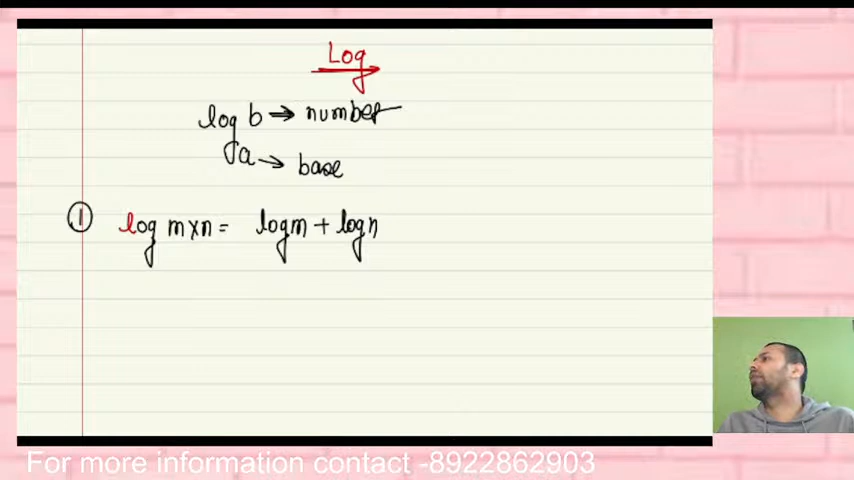 Log
log b → number
a → base
① log m×n = logm + logn
For more information contact -8922862903